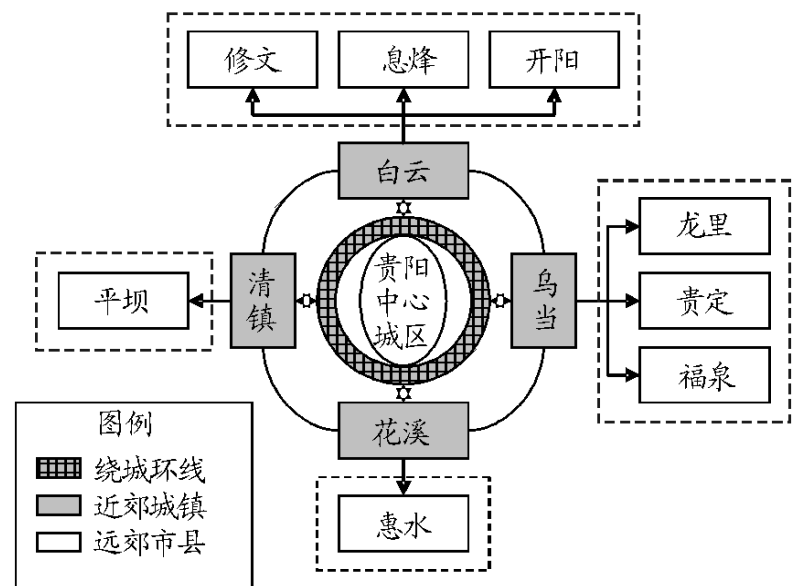 修文
息烽
开阳
白云
龙里
平坝
清镇
贵阳
中心
城区
乌当
贵定
福泉
花溪
惠水
图例
绕城环线
近郊城镇
远郊市县